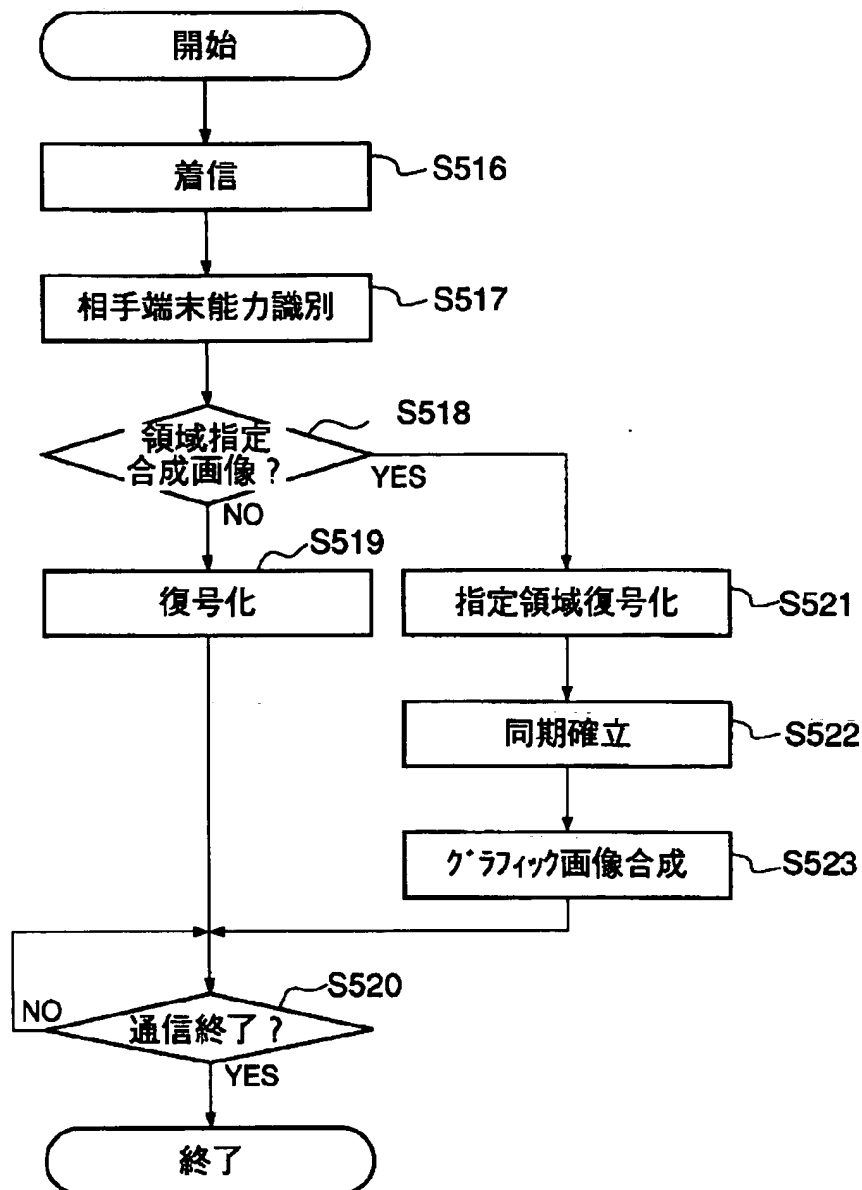 開始
着信
S516
相手端末能力識別
S517
S518
領域指定
合成画像?
YES
NO
S519
復号化
指定領域復号化
S521
同期確立
S522
グラフィック画像合成
S523
S520
NO
通信終了?
YES
終了